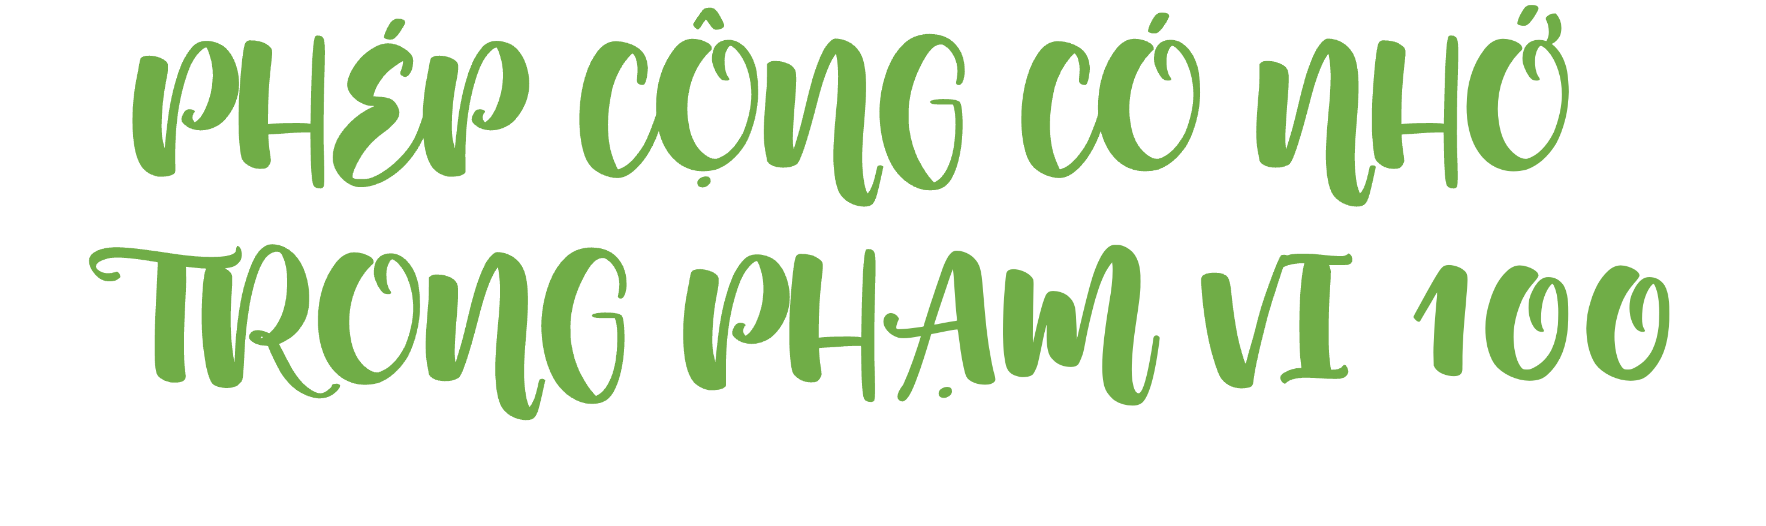 PHÉP CỘNG CÓ NHỚ
TRONG PHẠM VI 100